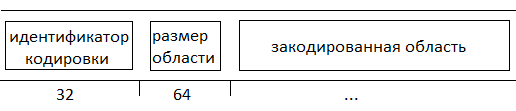 идентификатор
кодировки
размер
области
закодированная область
32
64
...